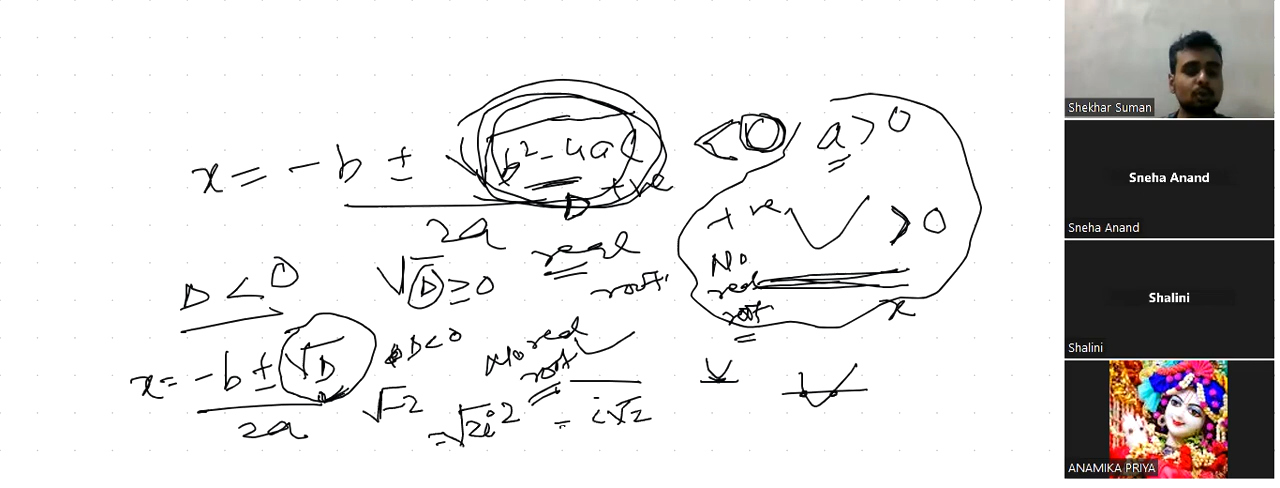 x = -b ± √b²-4ac
2a
D
+ve
real
root
<0
a>0
+ve
>0
No
real
root
x
D<0
√D ≥0
x = -b ± √D
2a
D<0
No real
root
√-2
=√2i²
= i√2
Shekhar Suman
Sneha Anand
Sneha Anand
Shalini
Shalini
ANAMIKA PRIYA